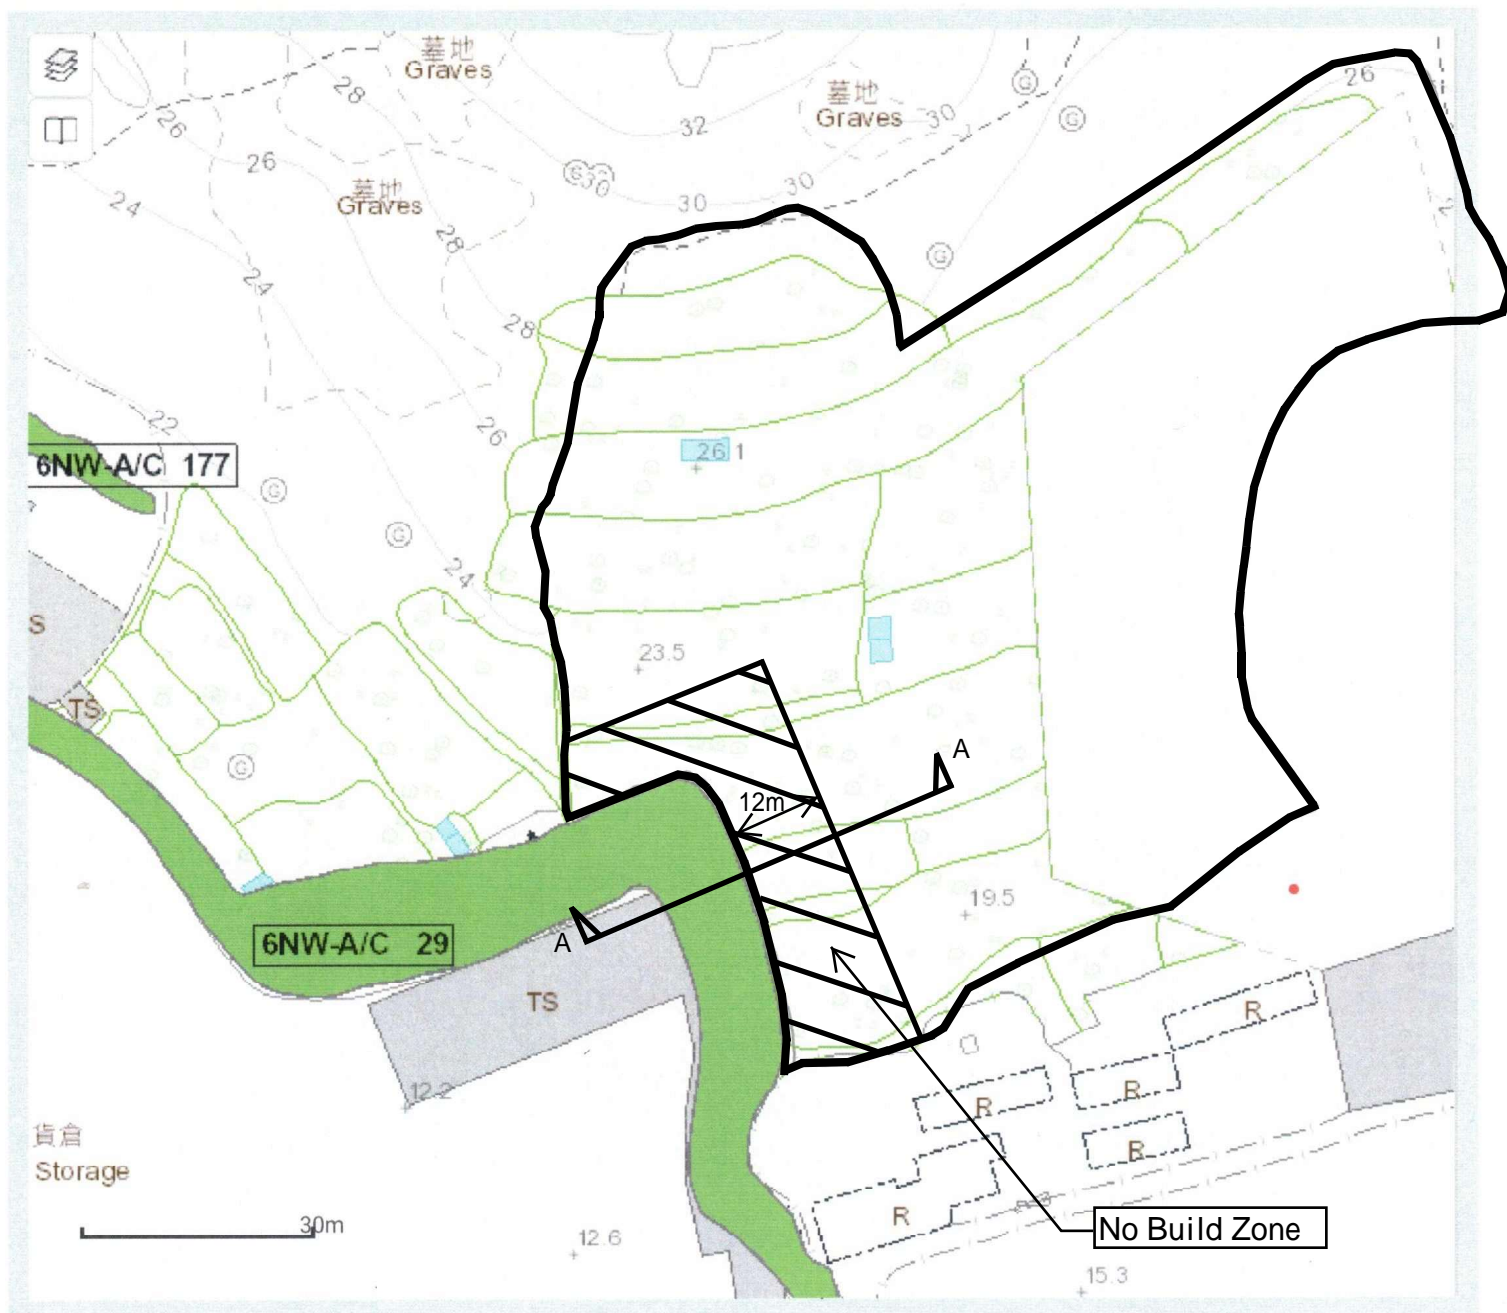 墓地
Graves
26
28
墓地
Graves
G
26
32
30
G
26
墓地
Graves
G
30
30
30
24
28
G
24
28
22
26
26 1
6NW-A/C 177
G
G
24
S
23.5
TS
G
A
12m
19.5
6NW-A/C 29
A
TS
R
R
R
R
12.2
貨倉
Storage
R
30m
No Build Zone
12.6
15.3